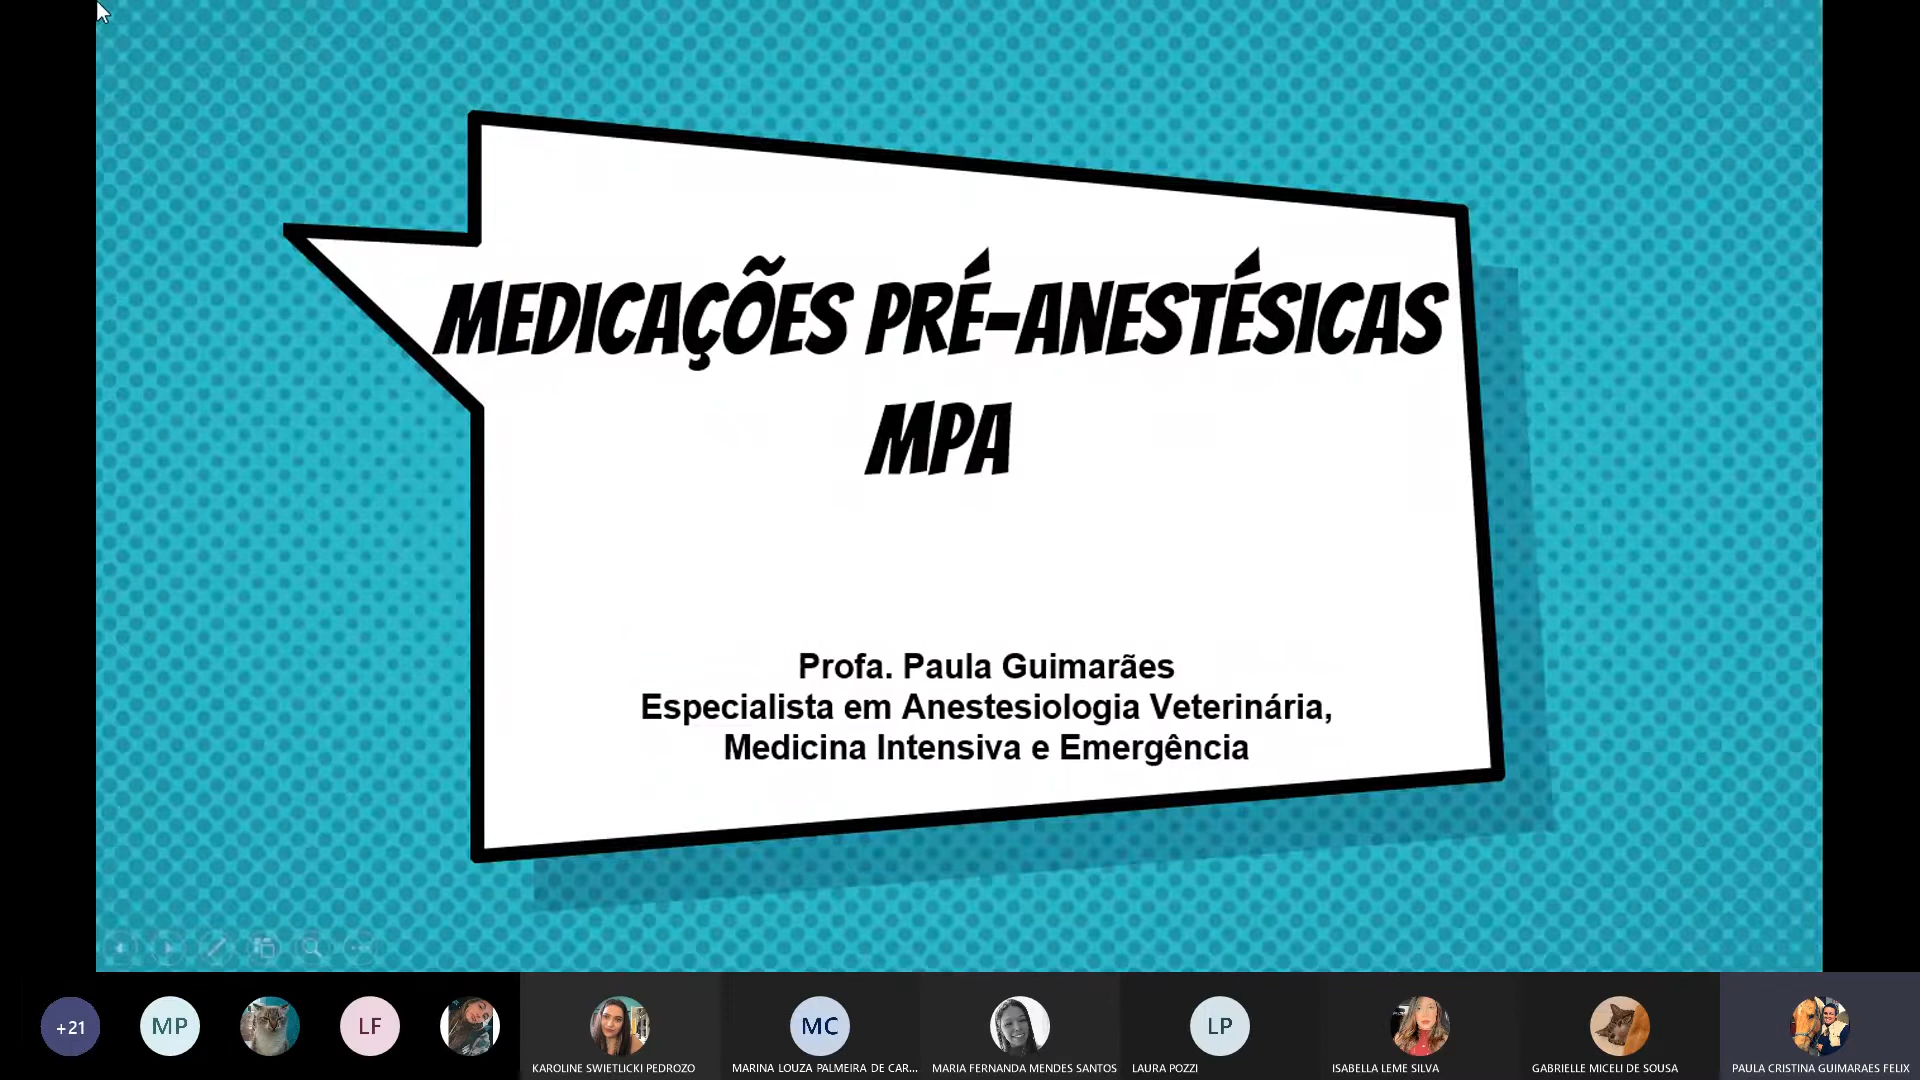 MEDICAÇÕES PRÉ-ANESTÉSICAS
MPA
Profa. Paula Guimarães
Especialista em Anestesiologia Veterinária,
Medicina Intensiva e Emergência
+21
MP
LF
MC
LP
KAROLINE SWIETLICKI PEDROZO
MARINA LOUZA PALMEIRA DE CAR...
MARIA FERNANDA MENDES SANTOS
LAURA POZZI
ISABELLA LEME SILVA
GABRIELLE MICELI DE SOUSA
PAULA CRISTINA GUIMARAES FELIX